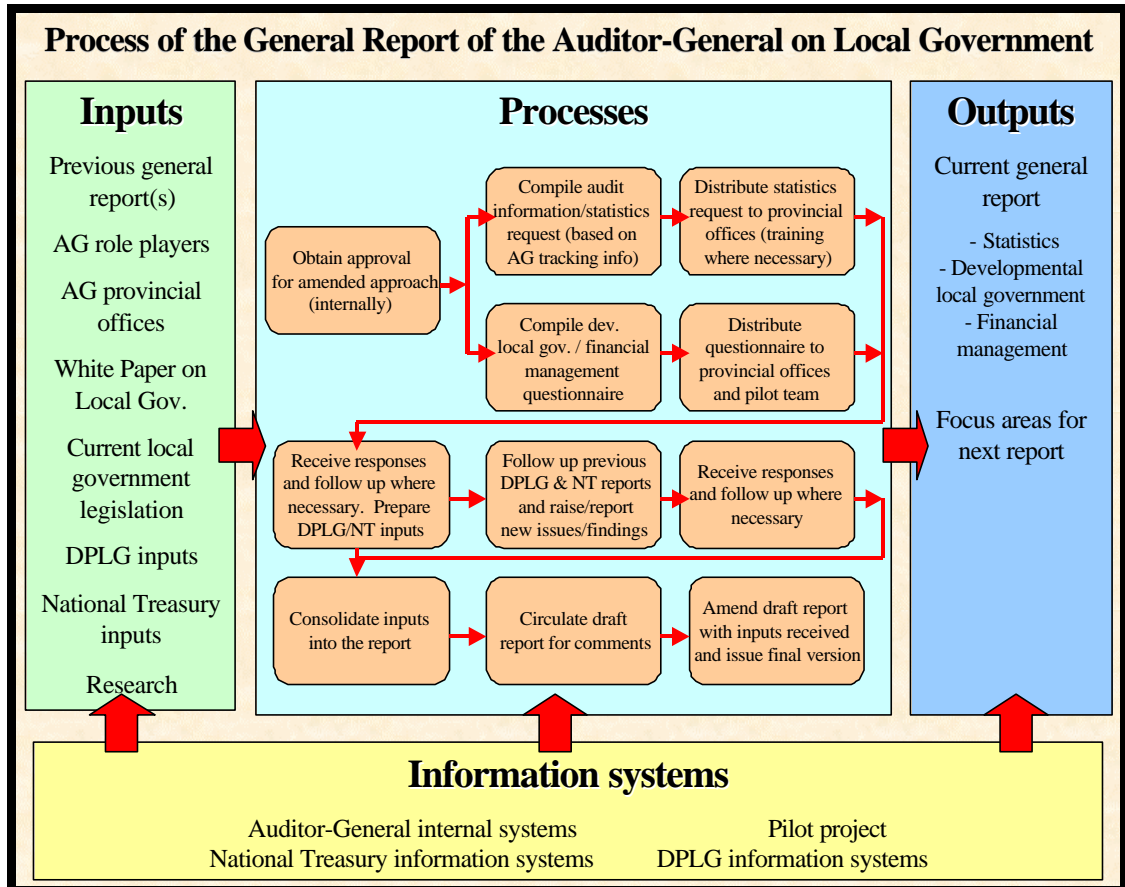 Process of the General Report of the Auditor-General on Local Government
Inputs
Previous general
report(s)
AG role players
AG provincial
offices
White Paper on
Local Gov.
Current local
government
legislation
DPLG inputs
National Treasury
inputs
Research
Processes
Obtain approval
for amended approach
(internally)
Compile audit
information/statistics
request (based on
AG tracking info)
Distribute statistics
request to provincial
offices (training
where necessary)
Compile dev.
local gov. / financial
management
questionnaire
Distribute
questionnaire to
provincial offices
and pilot team
Receive responses
and follow up where
necessary. Prepare
DPLG/NT inputs
Follow up previous
DPLG & NT reports
and raise/report
new issues/findings
Receive responses
and follow up where
necessary
Consolidate inputs
into the report
Circulate draft
report for comments
Amend draft report
with inputs received
and issue final version
Outputs
Current general
report
- Statistics
- Developmental
local government
- Financial
management
Focus areas for
next report
Information systems
Auditor-General internal systems
National Treasury information systems
Pilot project
DPLG information systems